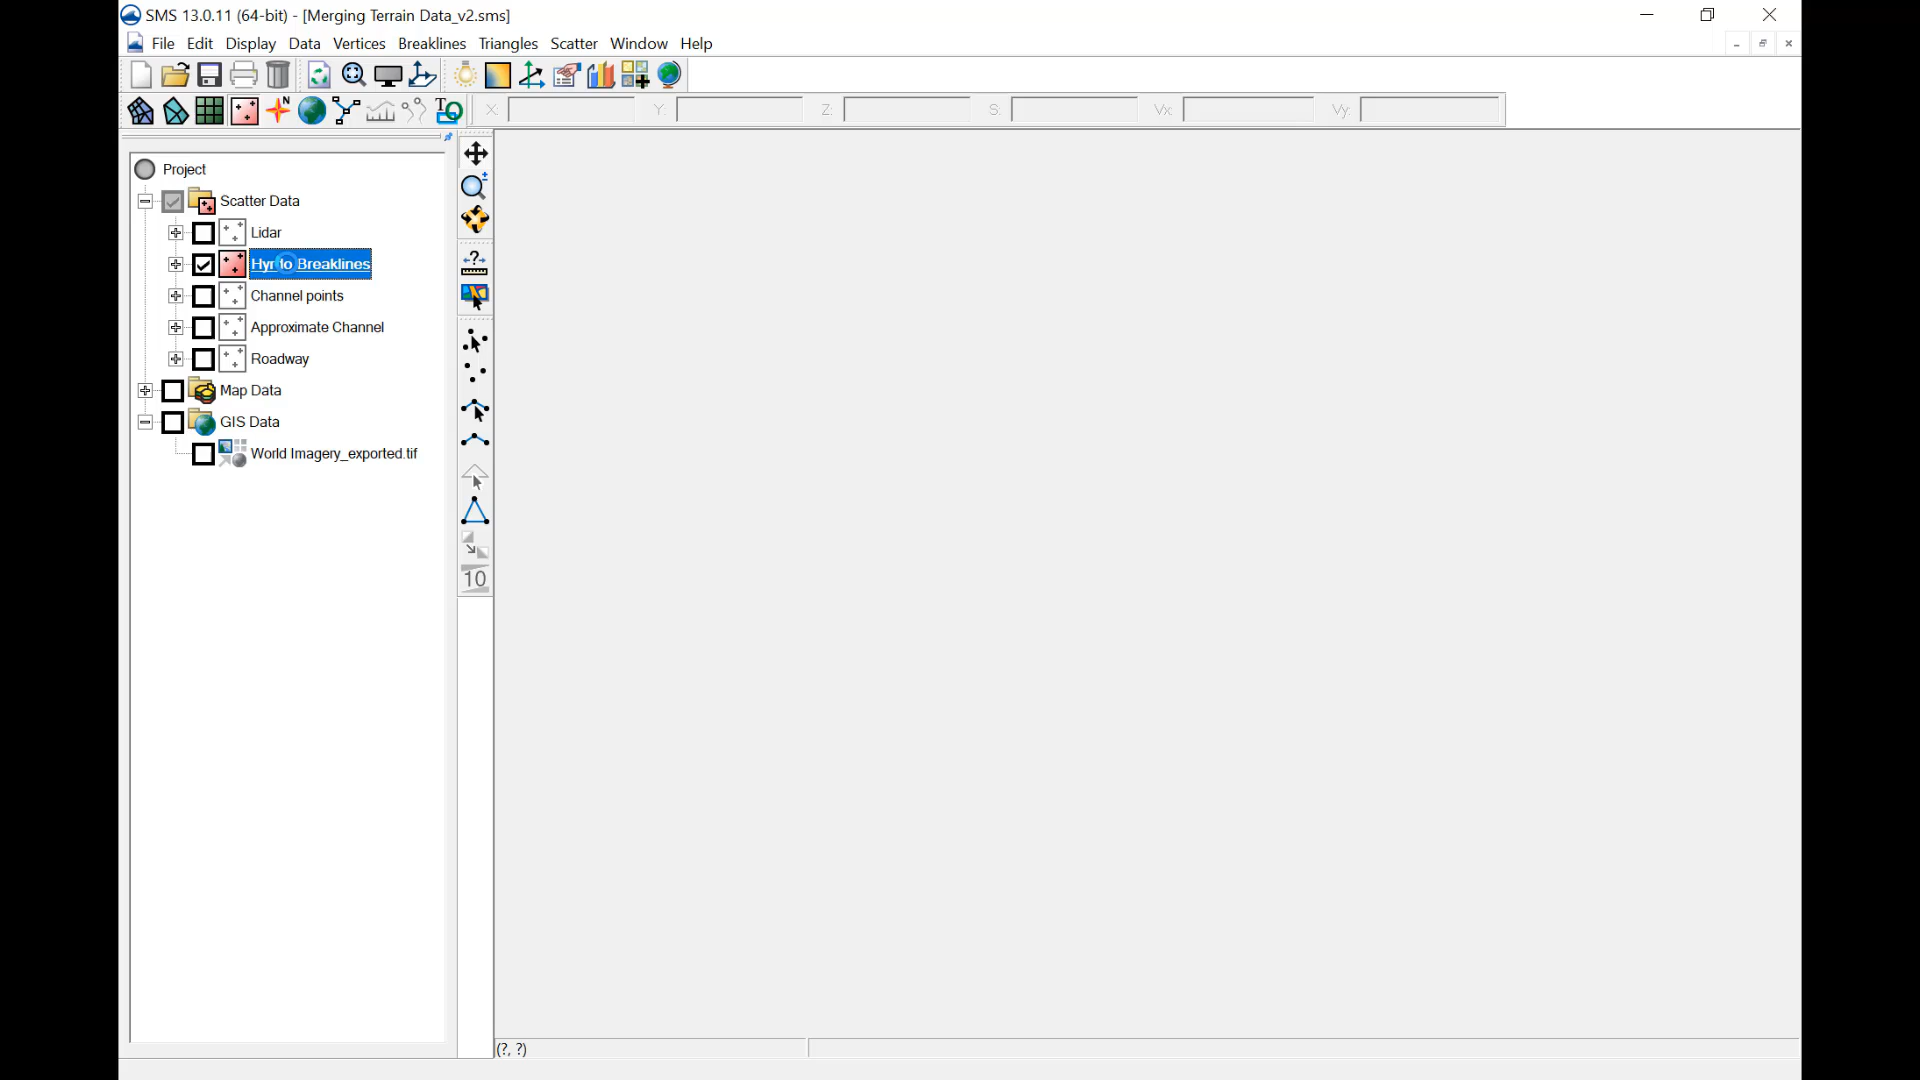 SMS 13.0.11 (64-bit) - [Merging Terrain Data_v2.sms]
File Edit Display Data Vertices Breaklines Triangles Scatter Window Help
X: Y: Z: S: Vx: Vy:
Project
Scatter Data
Lidar
Breaklines
Channel points
Approximate Channel
Roadway
Map Data
GIS Data
World Imagery_exported.tif
10
(?, ?)